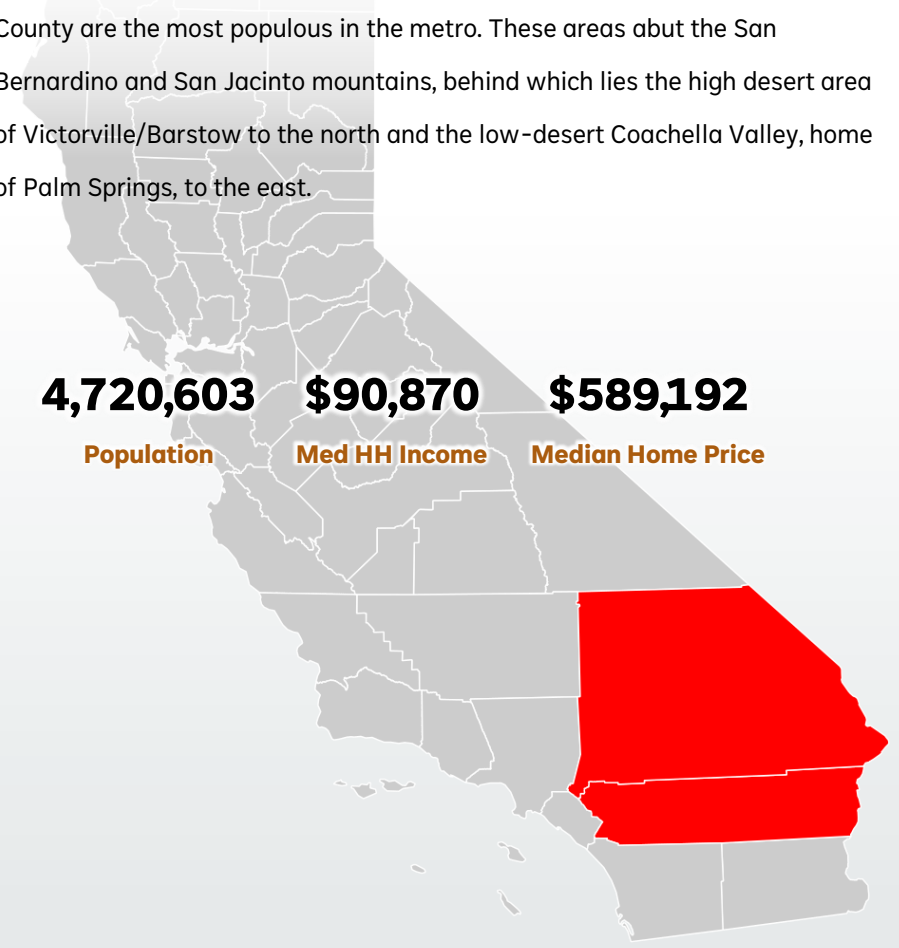 County are the most populous in the metro. These areas abut the San
Bernardino and San Jacinto mountains, behind which lies the high desert area
of Victorville/Barstow to the north and the low-desert Coachella Valley, home
of Palm Springs, to the east.
4,720,603 $90,870 $589,192
Population Med HH Income Median Home Price